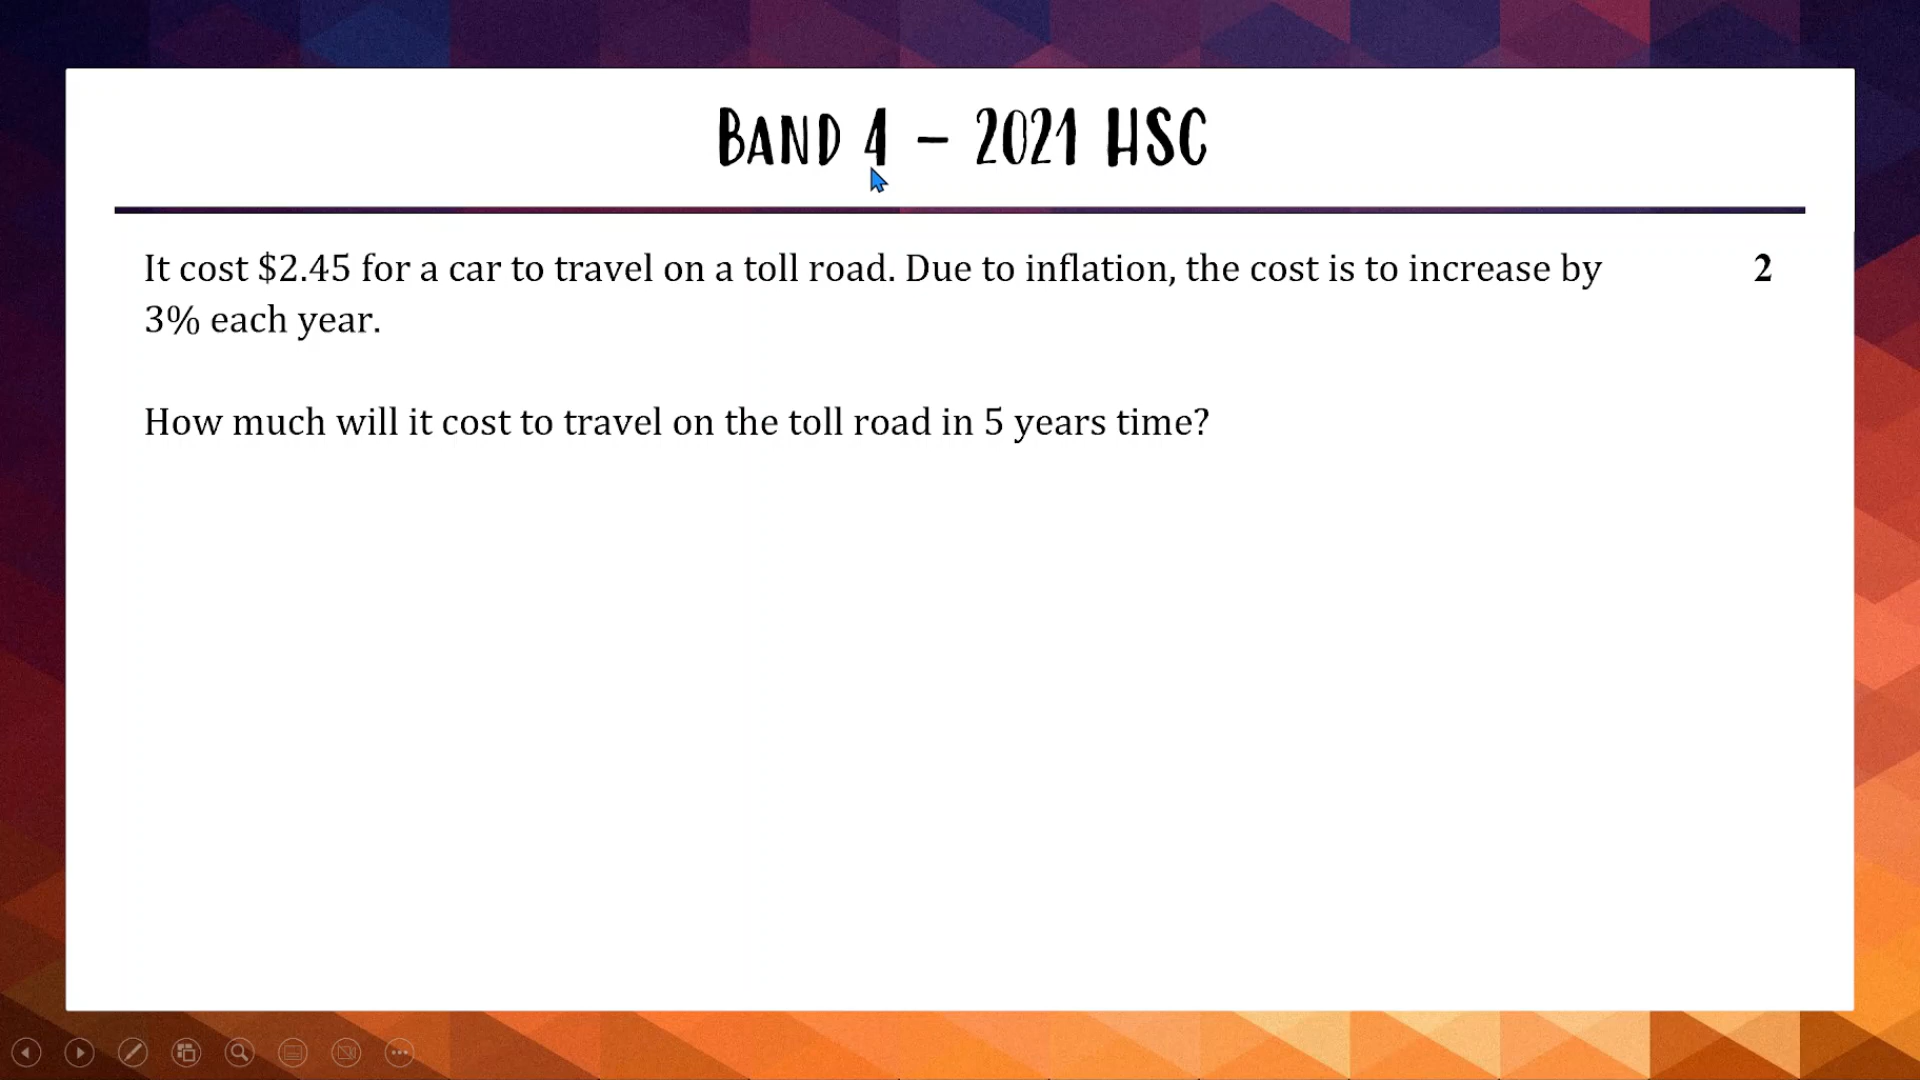 BAND 4 – 2021 HSC
It cost $2.45 for a car to travel on a toll road. Due to inflation, the cost is to increase by 2
3% each year.
How much will it cost to travel on the toll road in 5 years time?